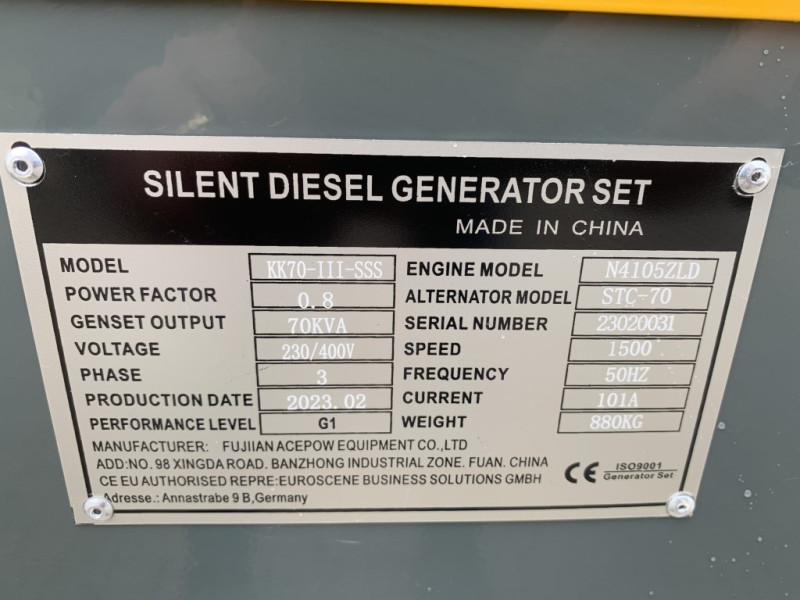 SILENT DIESEL GENERATOR SET
MADE IN CHINA
MODEL KK70-III-SSS ENGINE MODEL N4105ZLD
POWER FACTOR 0.8 ALTERNATOR MODEL STC-70
GENSET OUTPUT 70KVA SERIAL NUMBER 23020031
VOLTAGE 230/400V SPEED 1500
PHASE 3 FREQUENCY 50HZ
PRODUCTION DATE 2023.02 CURRENT 101A
PERFORMANCE LEVEL G1 WEIGHT 880KG
MANUFACTURER: FUJIIAN ACEPOW EQUIPMENT CO.,LTD
ADD:NO. 98 XINGDA ROAD. BANZHONG INDUSTRIAL ZONE. FUAN. CHINA
CE EU AUTHORISED REPRE:EUROSCENE BUSINESS SOLUTIONS GMBH
Adresse.: Annastrabe 9 B,Germany
CE ISO9001
Generator Set